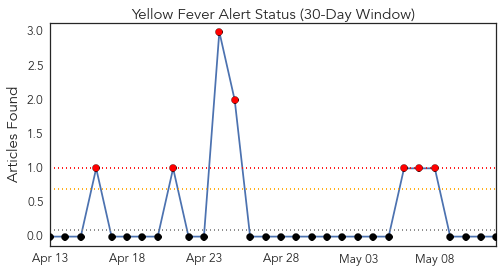 Yellow Fever Alert Status (30-Day Window)
Articles Found
3.0
2.5
2.0
1.5
1.0
0.5
0.0
Apr 13 Apr 18 Apr 23 Apr 28 May 03 May 08